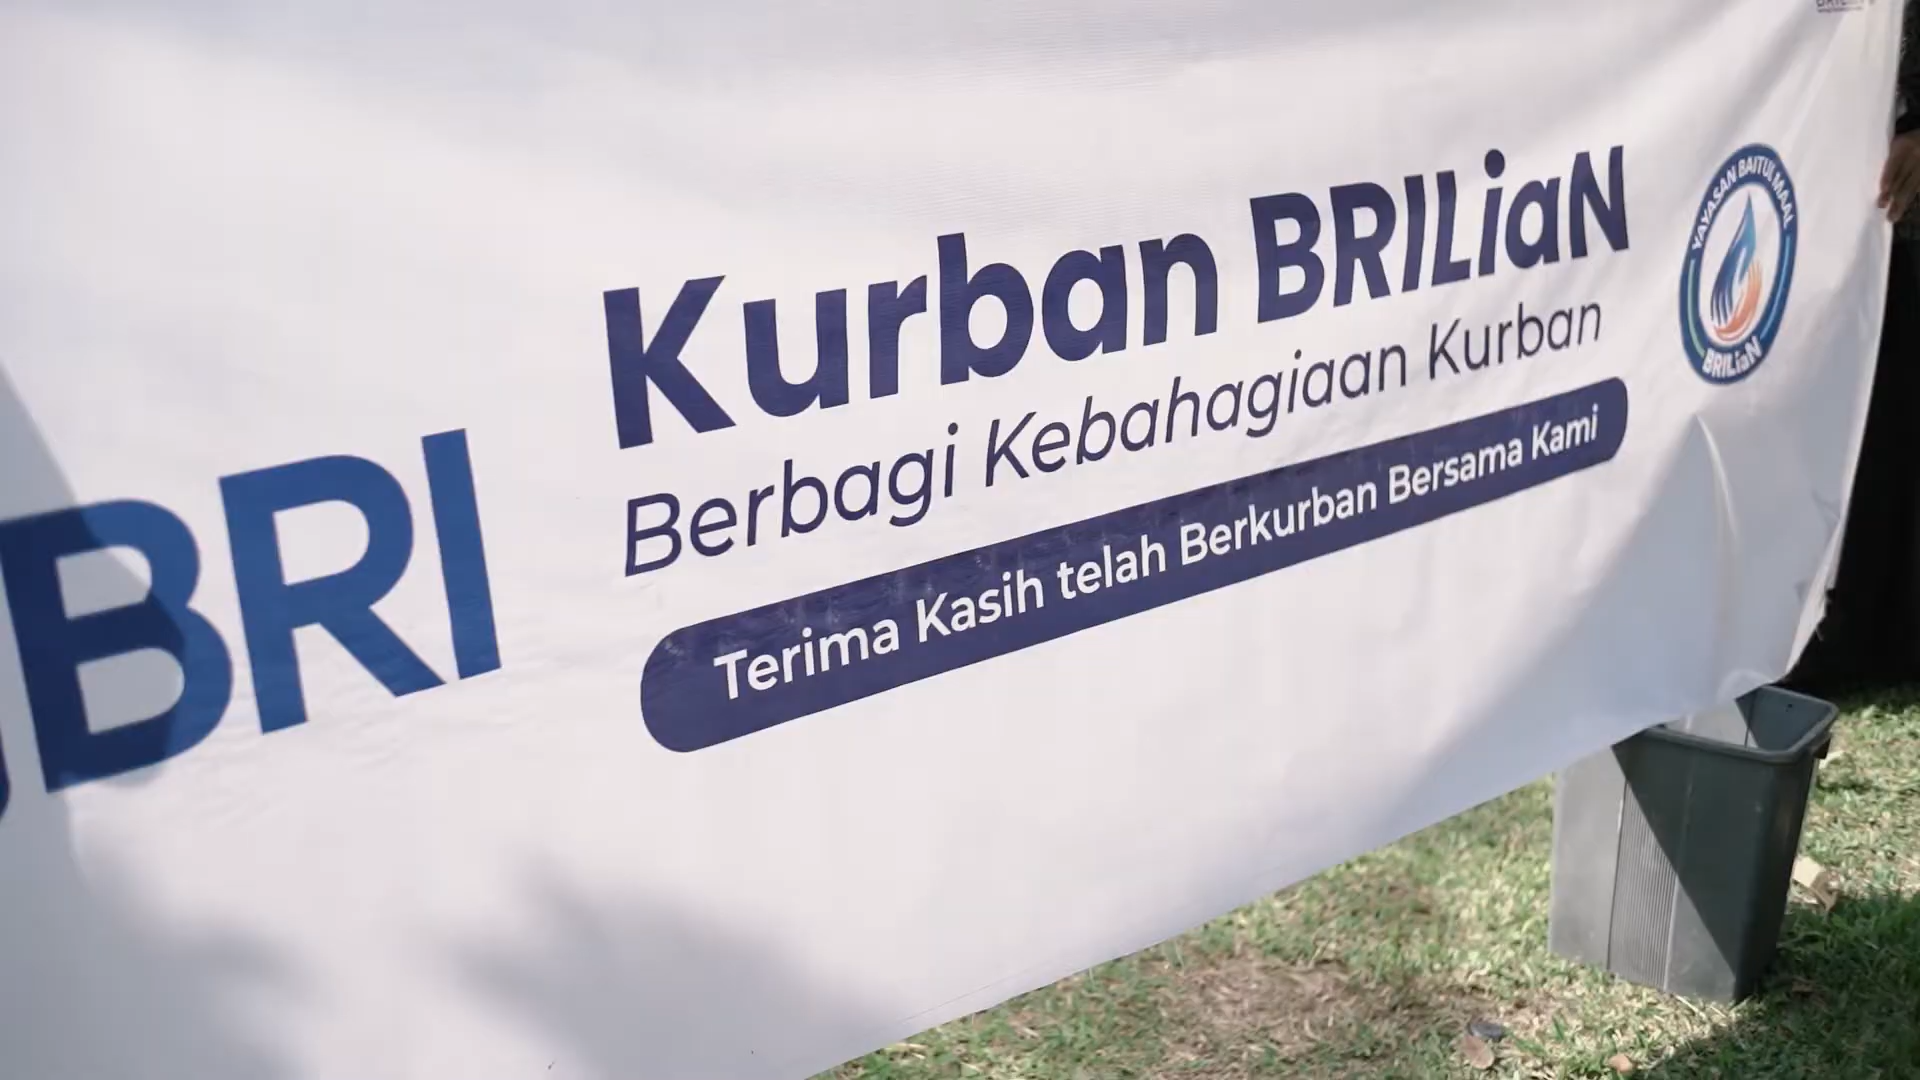 BRI
Kurban BRILiaN
Berbagi Kebahagiaan Kurban
Terima Kasih telah Berkurban Bersama Kami
YAYASAN BAITUL MAAL
BRILiaN